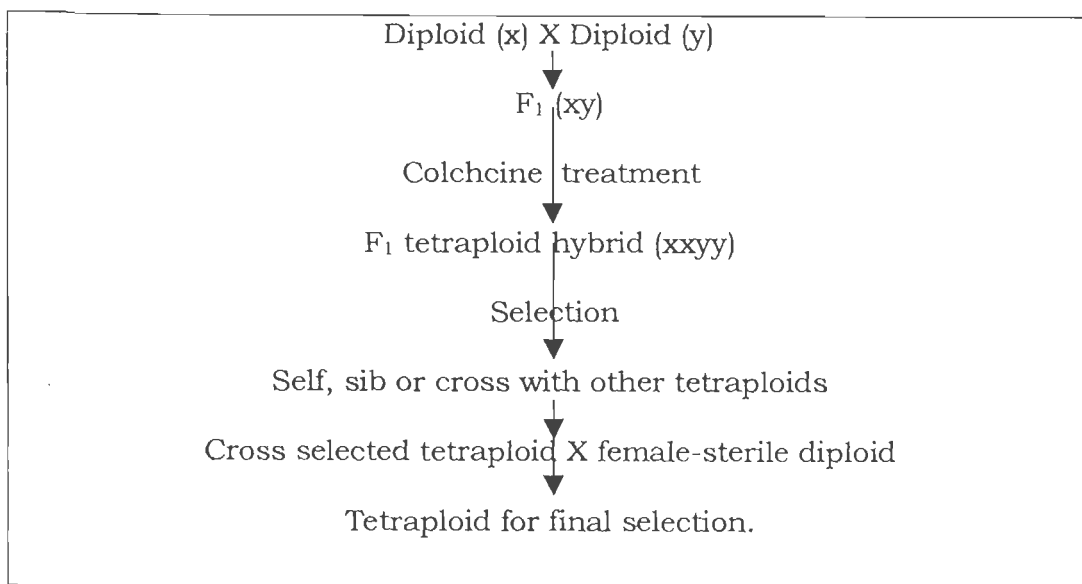 Diploid (x) X Diploid (y)
F₁ (xy)
Colchcine treatment
F₁ tetraploid hybrid (xxyy)
Selection
Self, sib or cross with other tetraploids
Cross selected tetraploid X female-sterile diploid
Tetraploid for final selection.